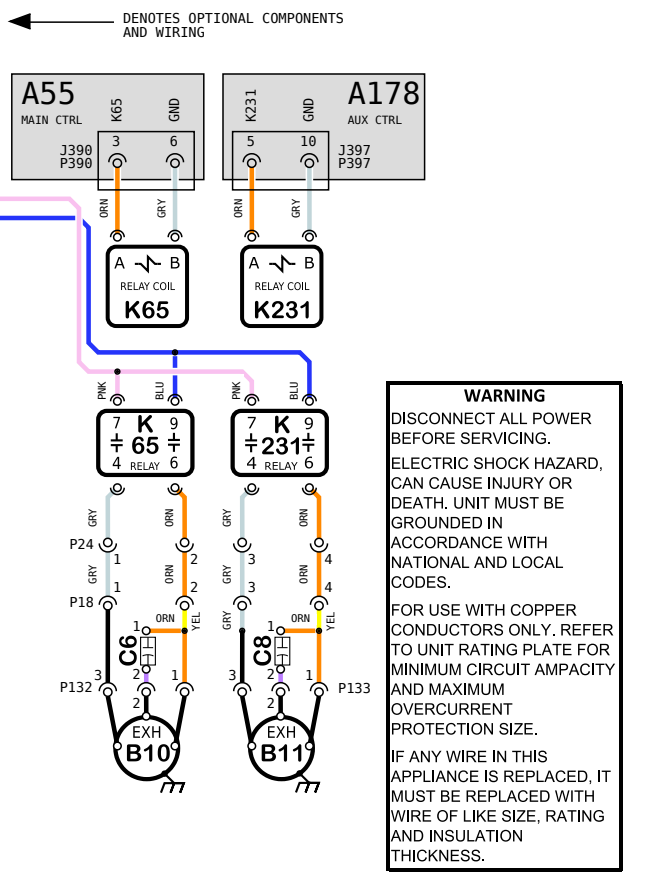 DENOTES OPTIONAL COMPONENTS
AND WIRING
A55
MAIN CTRL
K65
GND
3
6
J390
P390
K231
GND
A178
AUX CTRL
5
10
J397
P397
ORN
GRY
ORN
GRY
A B
RELAY COIL
K65
A B
RELAY COIL
K231
PNK
BLU
PNK
BLU
7 K 9
65
4 RELAY 6
7 K 9
231
4 RELAY 6
GRY
ORN
GRY
ORN
P24
1
2
3
4
GRY
ORN
GRY
ORN
1
2
3
4
P18
ORN
YEL
GRY
ORN
YEL
1
C6
2
1
C8
2
P132
3
1
3
1
P133
2
2
EXH
B10
EXH
B11
WARNING
DISCONNECT ALL POWER
BEFORE SERVICING.
ELECTRIC SHOCK HAZARD,
CAN CAUSE INJURY OR
DEATH. UNIT MUST BE
GROUNDED IN
ACCORDANCE WITH
NATIONAL AND LOCAL
CODES.
FOR USE WITH COPPER
CONDUCTORS ONLY. REFER
TO UNIT RATING PLATE FOR
MINIMUM CIRCUIT AMPACITY
AND MAXIMUM
OVERCURRENT
PROTECTION SIZE.
IF ANY WIRE IN THIS
APPLIANCE IS REPLACED, IT
MUST BE REPLACED WITH
WIRE OF LIKE SIZE, RATING
AND INSULATION
THICKNESS.